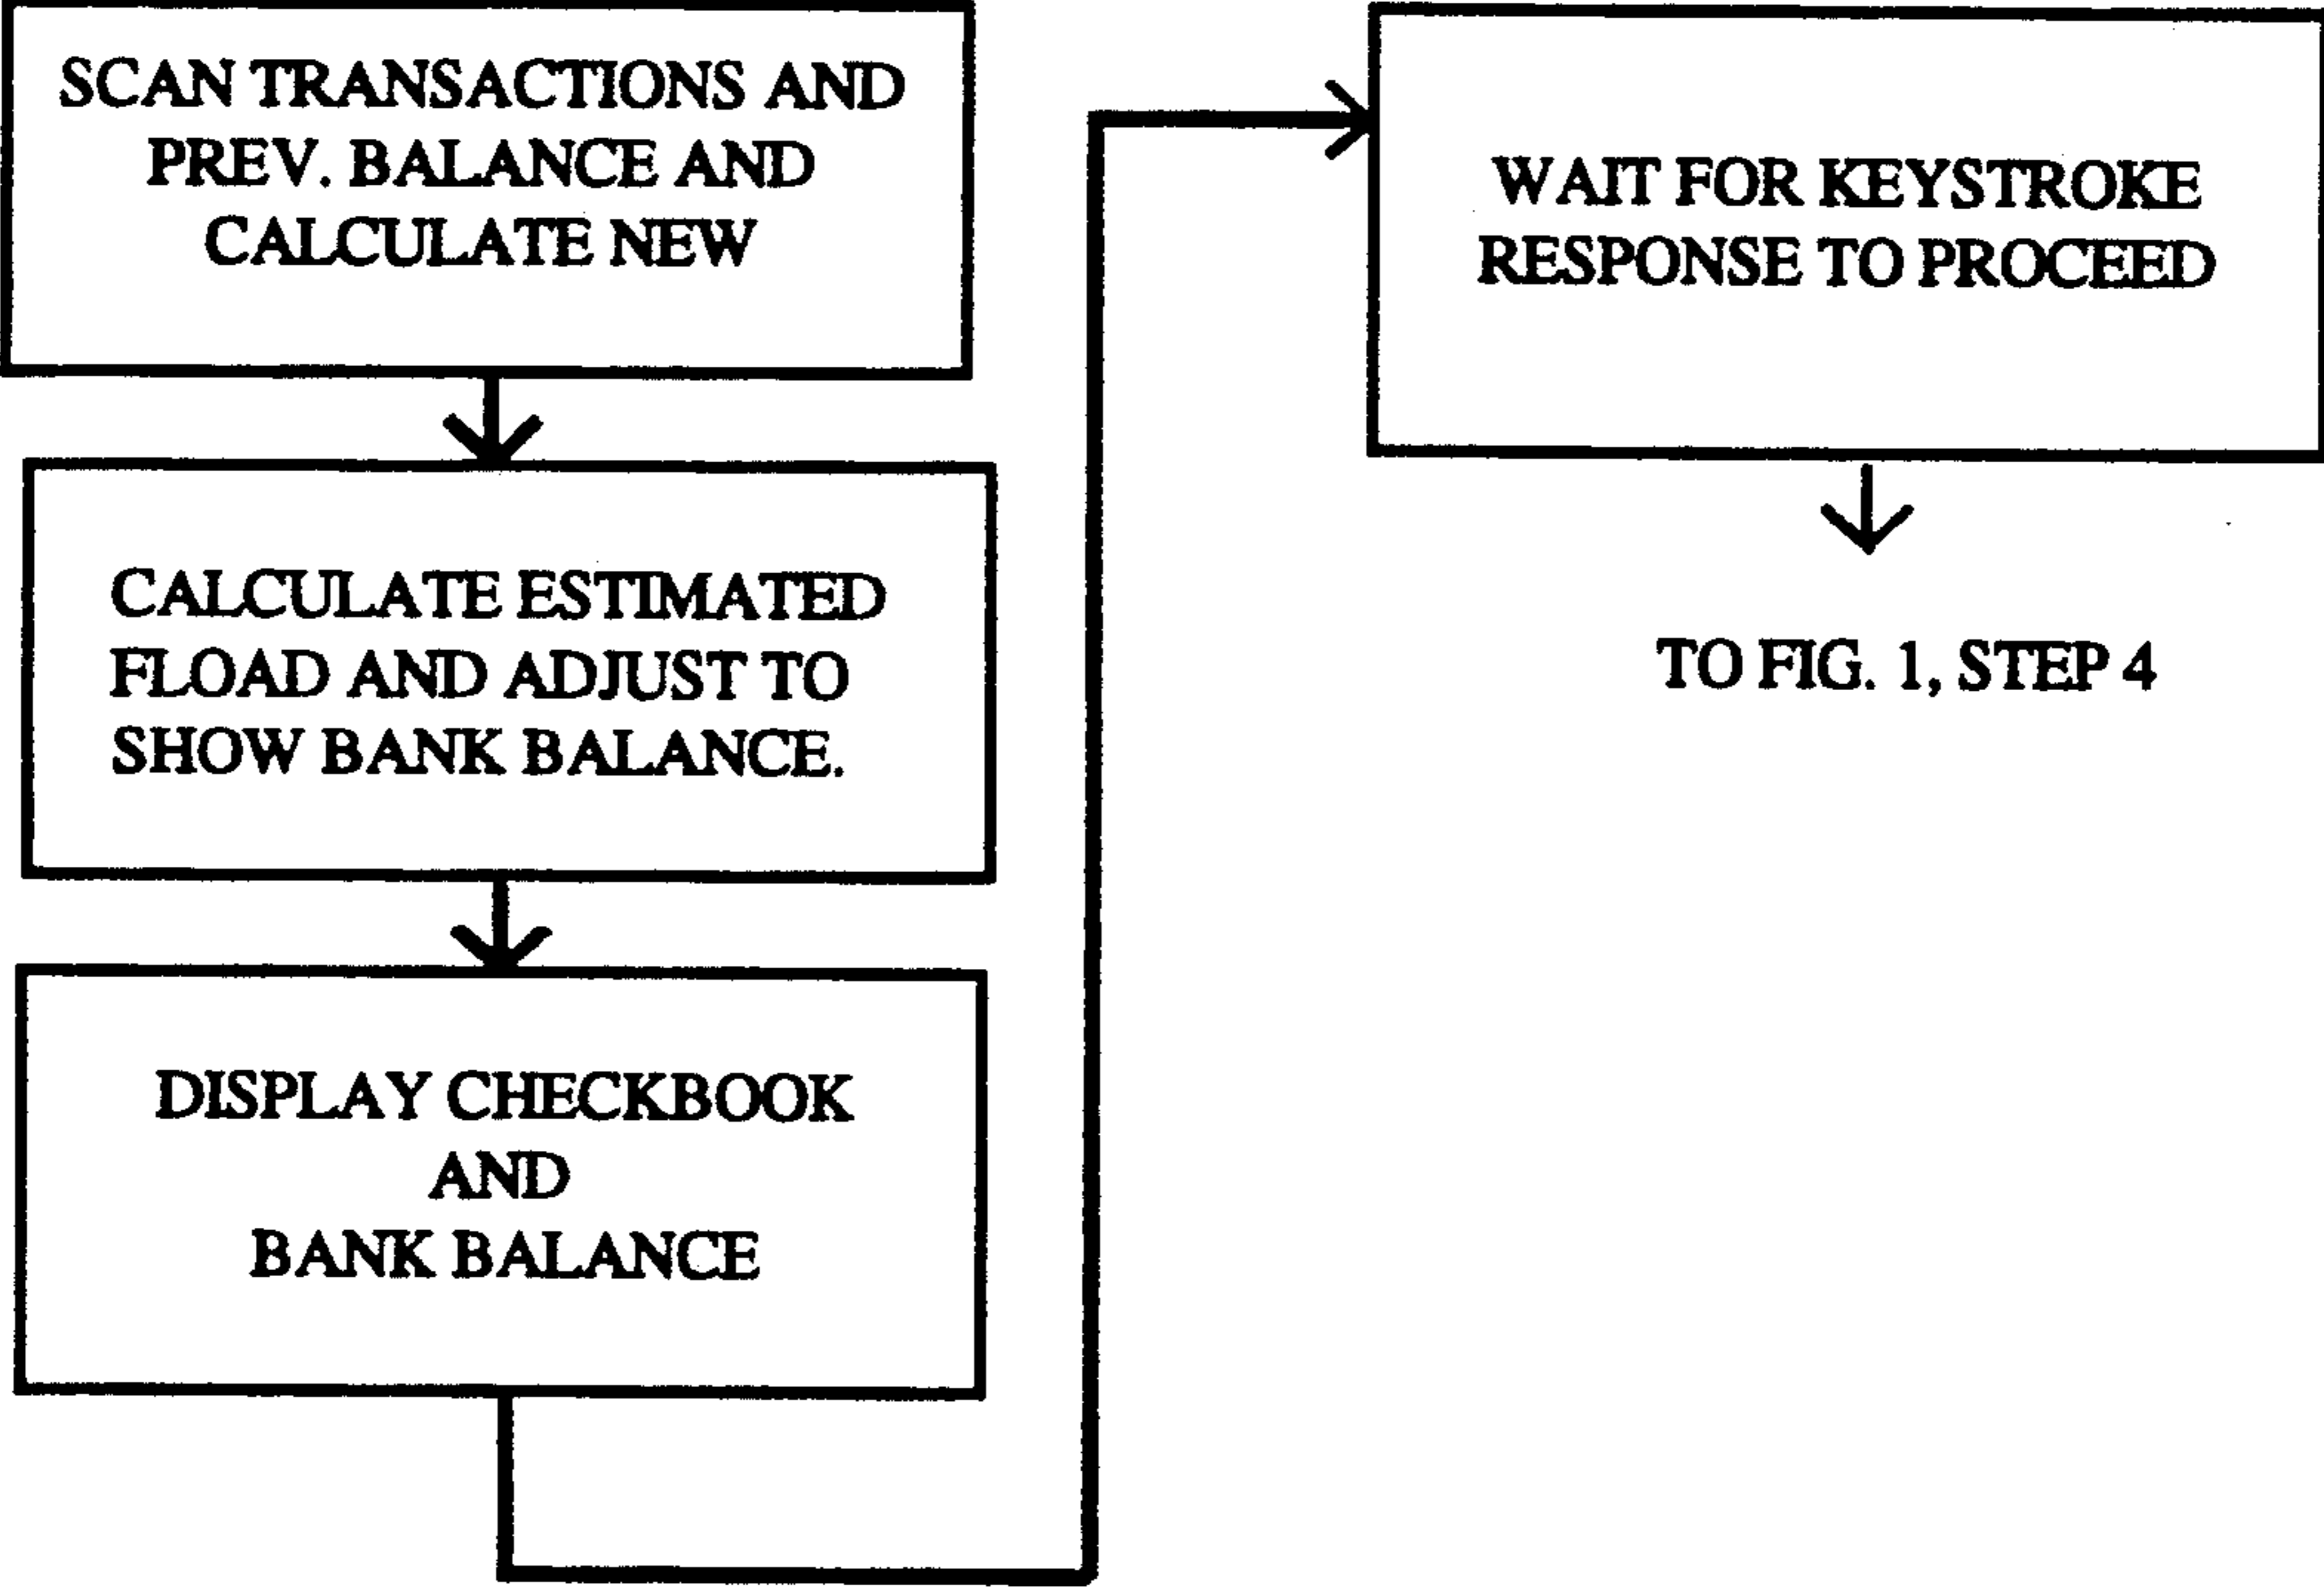 SCAN TRANSACTIONS AND
PREV. BALANCE AND
CALCULATE NEW
CALCULATE ESTIMATED
FLOAD AND ADJUST TO
SHOW BANK BALANCE.
DISPLAY CHECKBOOK
AND
BANK BALANCE
WAIT FOR KEYSTROKE
RESPONSE TO PROCEED
TO FIG. 1, STEP 4